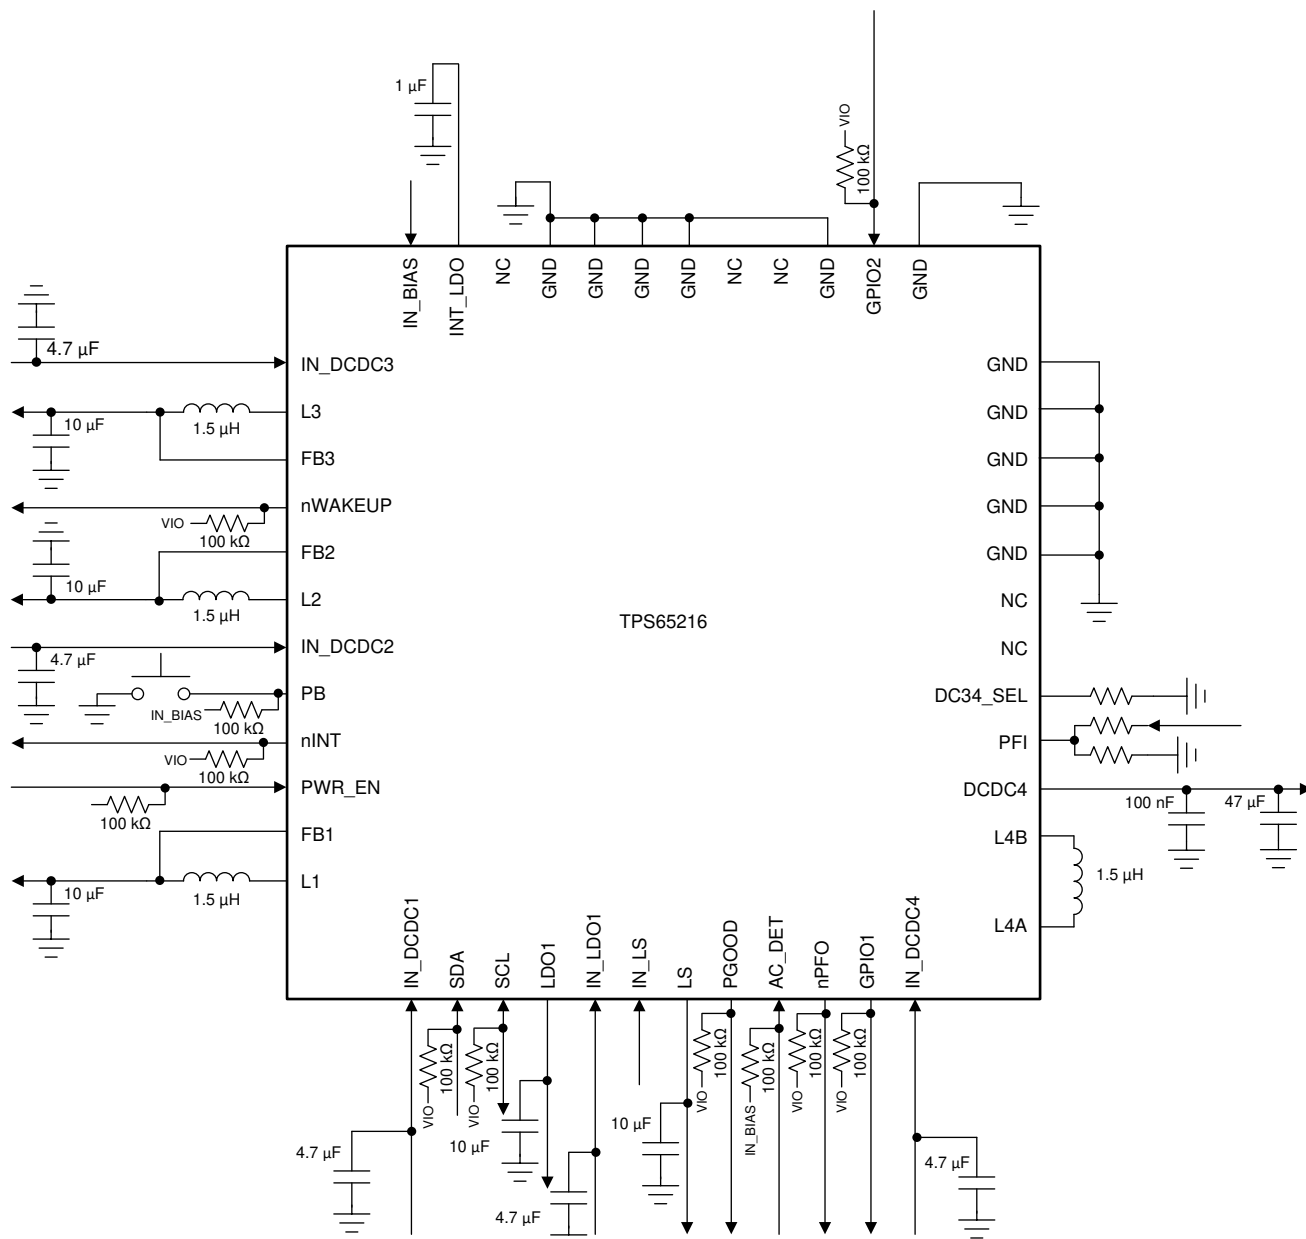 1 µF
VIO
100 kΩ
IN_BIAS
INT_LDO
NC
GND
GND
GND
GND
NC
NC
GND
GPIO2
GND
4.7 µF
IN_DCDC3
10 µF
1.5 µH
L3
FB3
nWAKEUP
VIO
100 kΩ
FB2
10 µF
1.5 µH
L2
IN_DCDC2
4.7 µF
PB
IN_BIAS
100 kΩ
nINT
VIO
100 kΩ
PWR_EN
100 kΩ
FB1
10 µF
1.5 µH
L1
TPS65216
GND
GND
GND
GND
GND
NC
NC
DC34_SEL
PFI
DCDC4
100 nF
47 µF
L4B
1.5 µH
L4A
IN_DCDC1
SDA
SCL
LDO1
IN_LDO1
IN_LS
LS
PGOOD
AC_DET
nPFO
GPIO1
IN_DCDC4
100 kΩ
VIO
100 kΩ
VIO
100 kΩ
VIO
100 kΩ
IN_BIAS
100 kΩ
VIO
100 kΩ
VIO
4.7 µF
10 µF
4.7 µF
10 µF
4.7 µF